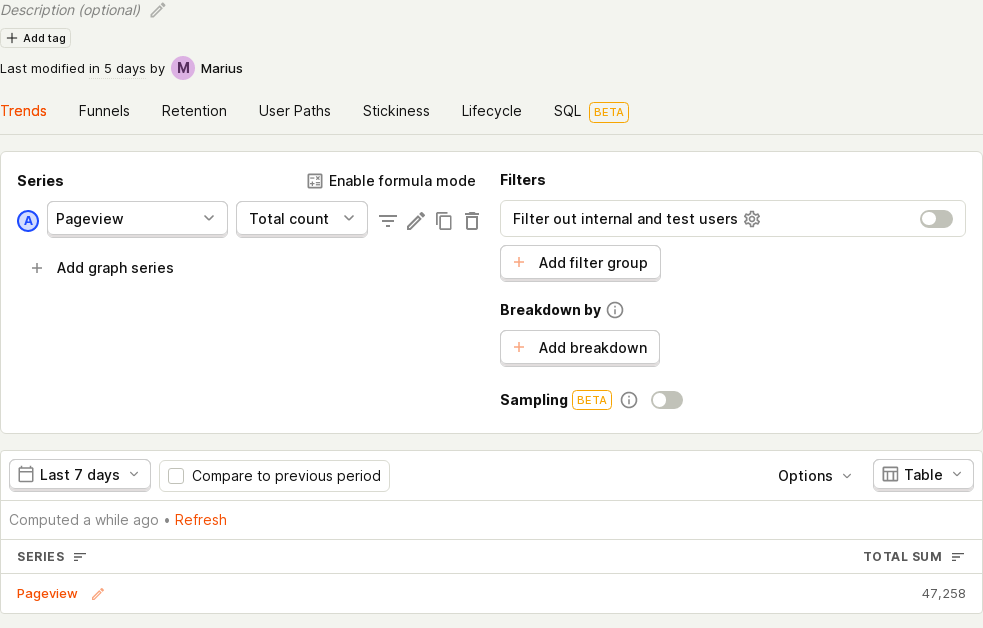 Description (optional)
Add tag
Last modified in 5 days by M Marius
Trends Funnels Retention User Paths Stickiness Lifecycle SQL BETA
Series Enable formula mode
A Pageview Total count
Add graph series
Filters
Filter out internal and test users
Add filter group
Breakdown by
Add breakdown
Sampling BETA
Last 7 days Compare to previous period Options Table
Computed a while ago • Refresh
SERIES TOTAL SUM
Pageview 47,258